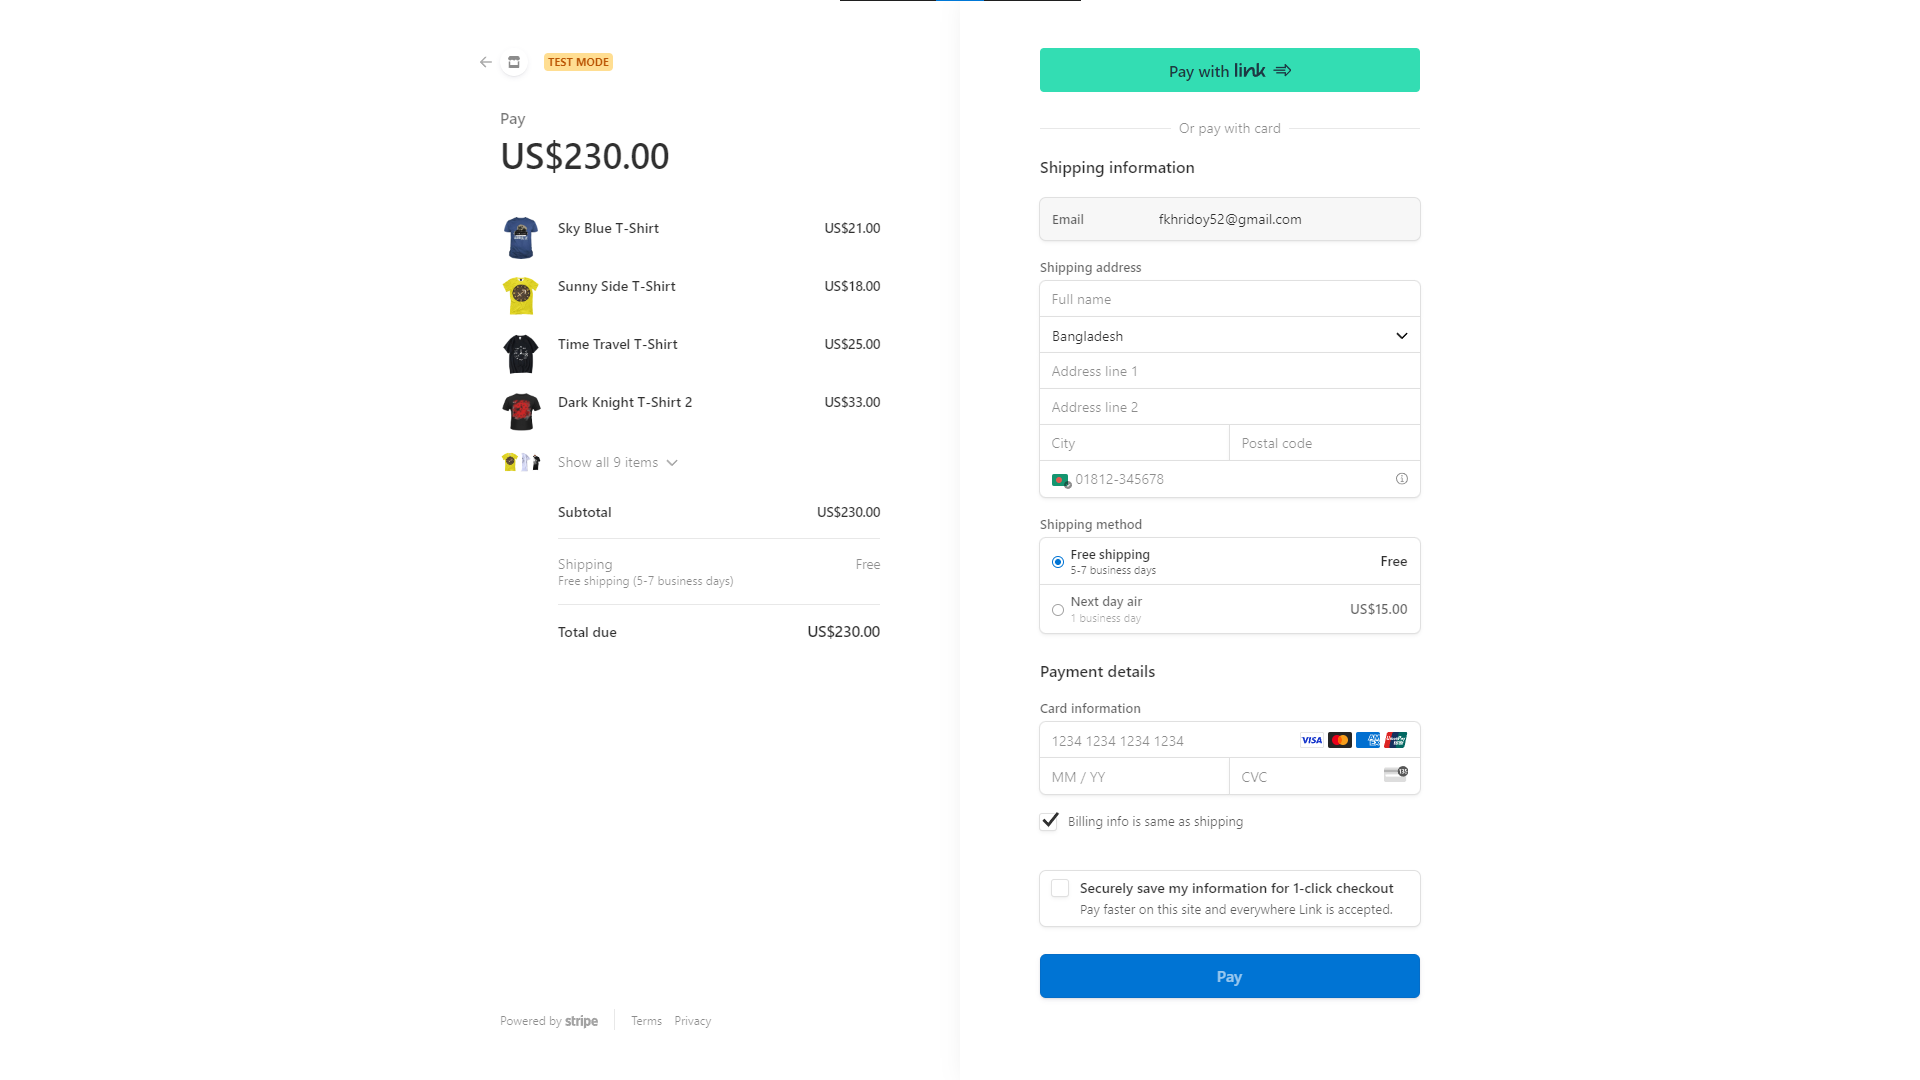 TEST MODE
Pay
US$230.00
Sky Blue T-Shirt US$21.00
Sunny Side T-Shirt US$18.00
Time Travel T-Shirt US$25.00
Dark Knight T-Shirt 2 US$33.00
Show all 9 items
Subtotal US$230.00
Shipping Free
Free shipping (5-7 business days)
Total due US$230.00
Powered by stripe Terms Privacy
Pay with link
Or pay with card
Shipping information
Email fkhridoy52@gmail.com
Shipping address
Full name
Bangladesh
Address line 1
Address line 2
City Postal code
01812-345678
Shipping method
Free shipping Free
5-7 business days
Next day air US$15.00
1 business day
Payment details
Card information
1234 1234 1234 1234 VISA
MM / YY CVC
Billing info is same as shipping
Securely save my information for 1-click checkout
Pay faster on this site and everywhere Link is accepted.
Pay